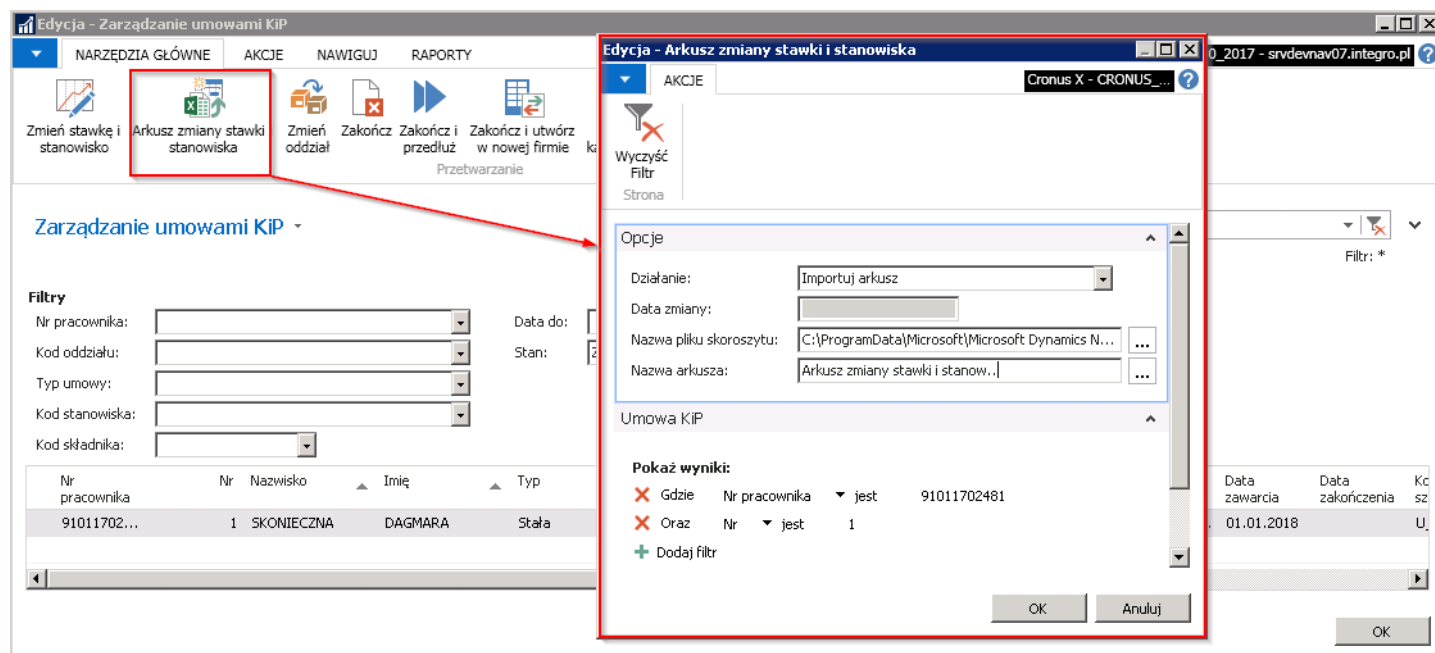 Edycja - Zarządzanie umowami KiP
NARZĘDZIA GŁÓWNE AKCJE NAWIGUJ RAPORTY
0_2017 - srvdevnav07.integro.pl
Zmień stawkę i stanowisko
Arkusz zmiany stawki stanowiska
Zmień oddział
Zakończ
Zakończ i przedłuż
Zakończ i utwórz w nowej firmie
Przetwarzanie
Zarządzanie umowami KiP
Filtr: *
Filtry
Nr pracownika:
Data do:
Kod oddziału:
Stan:
Typ umowy:
Kod stanowiska:
Kod składnika:
Nr pracownika Nr Nazwisko Imię Typ Data zawarcia Data zakończenia
91011702... 1 SKONIECZNA DAGMARA Stała 01.01.2018 U_
OK
Edycja - Arkusz zmiany stawki i stanowiska
AKCJE
Cronus X - CRONUS_...
Wyczyść Filtr
Strona
Opcje
Działanie: Importuj arkusz
Data zmiany:
Nazwa pliku skoroszytu: C:\ProgramData\Microsoft\Microsoft Dynamics N... ...
Nazwa arkusza: Arkusz zmiany stawki i stanow.. ...
Umowa KiP
Pokaż wyniki:
Gdzie Nr pracownika jest 91011702481
Oraz Nr jest 1
Dodaj filtr
OK Anuluj